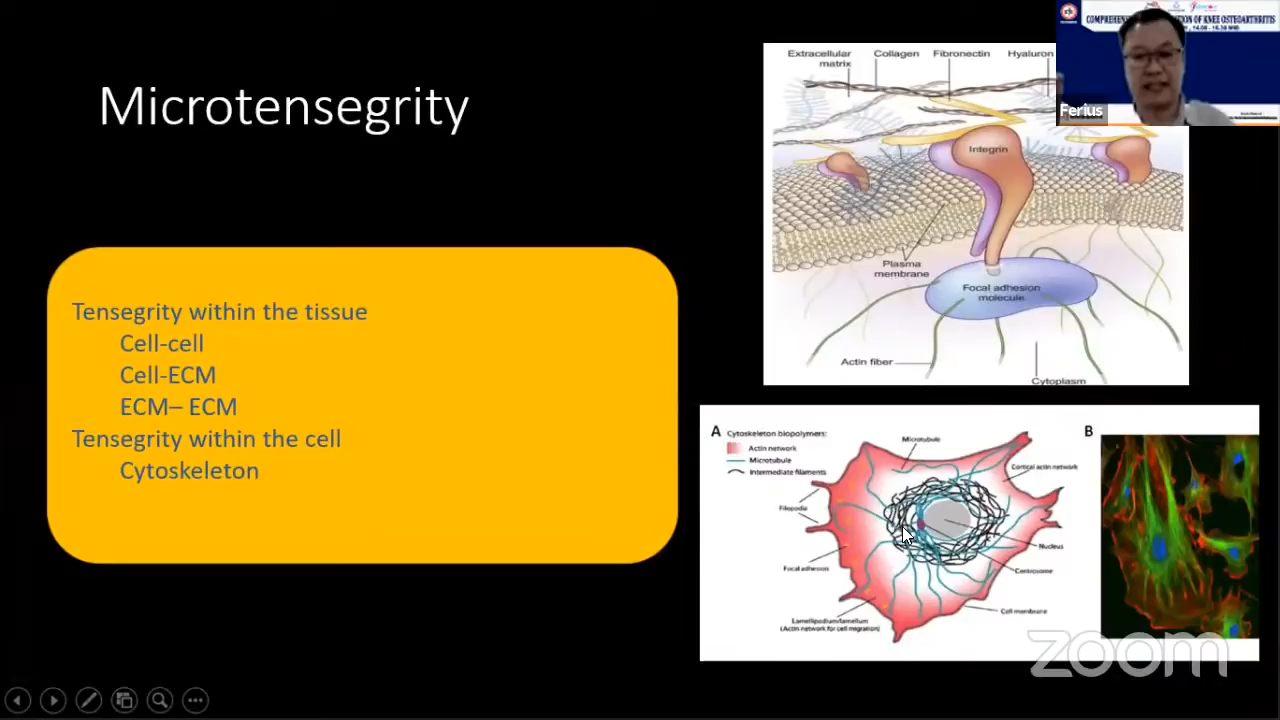 Microtensegrity
Tensegrity within the tissue
Cell-cell
Cell-ECM
ECM– ECM
Tensegrity within the cell
Cytoskeleton
Extracellular
matrix
Collagen
Fibronectin
Hyaluron
Integrin
Plasma
membrane
Focal adhesion
molecule
Actin fiber
Cytoplasm
A
Cytoskeleton biopolymers:
Actin network
Microtubule
Intermediate filaments
Microtubule
Cortical actin network
Filopodia
Focal adhesion
Nucleus
Centrosome
Cell membrane
Lamellipodium/lamellum
(Actin network for cell migration)
B
OF KNEE OSTEOARTHRITIS
Ferius
zoom